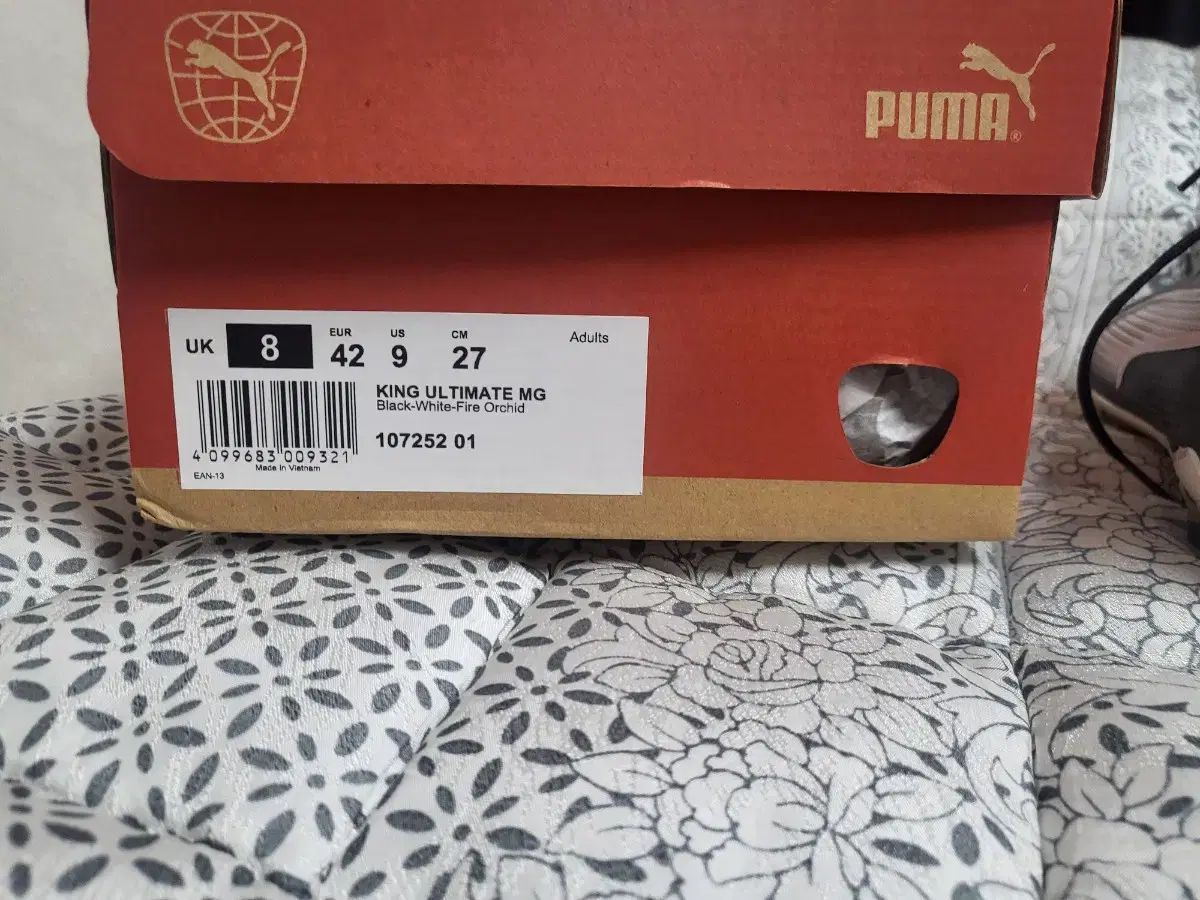 PUMA®
UK 8 EUR 42 US 9 CM 27 Adults
KING ULTIMATE MG
Black-White-Fire Orchid
107252 01
4 099683 009321
Made in Vietnam
EAN-13